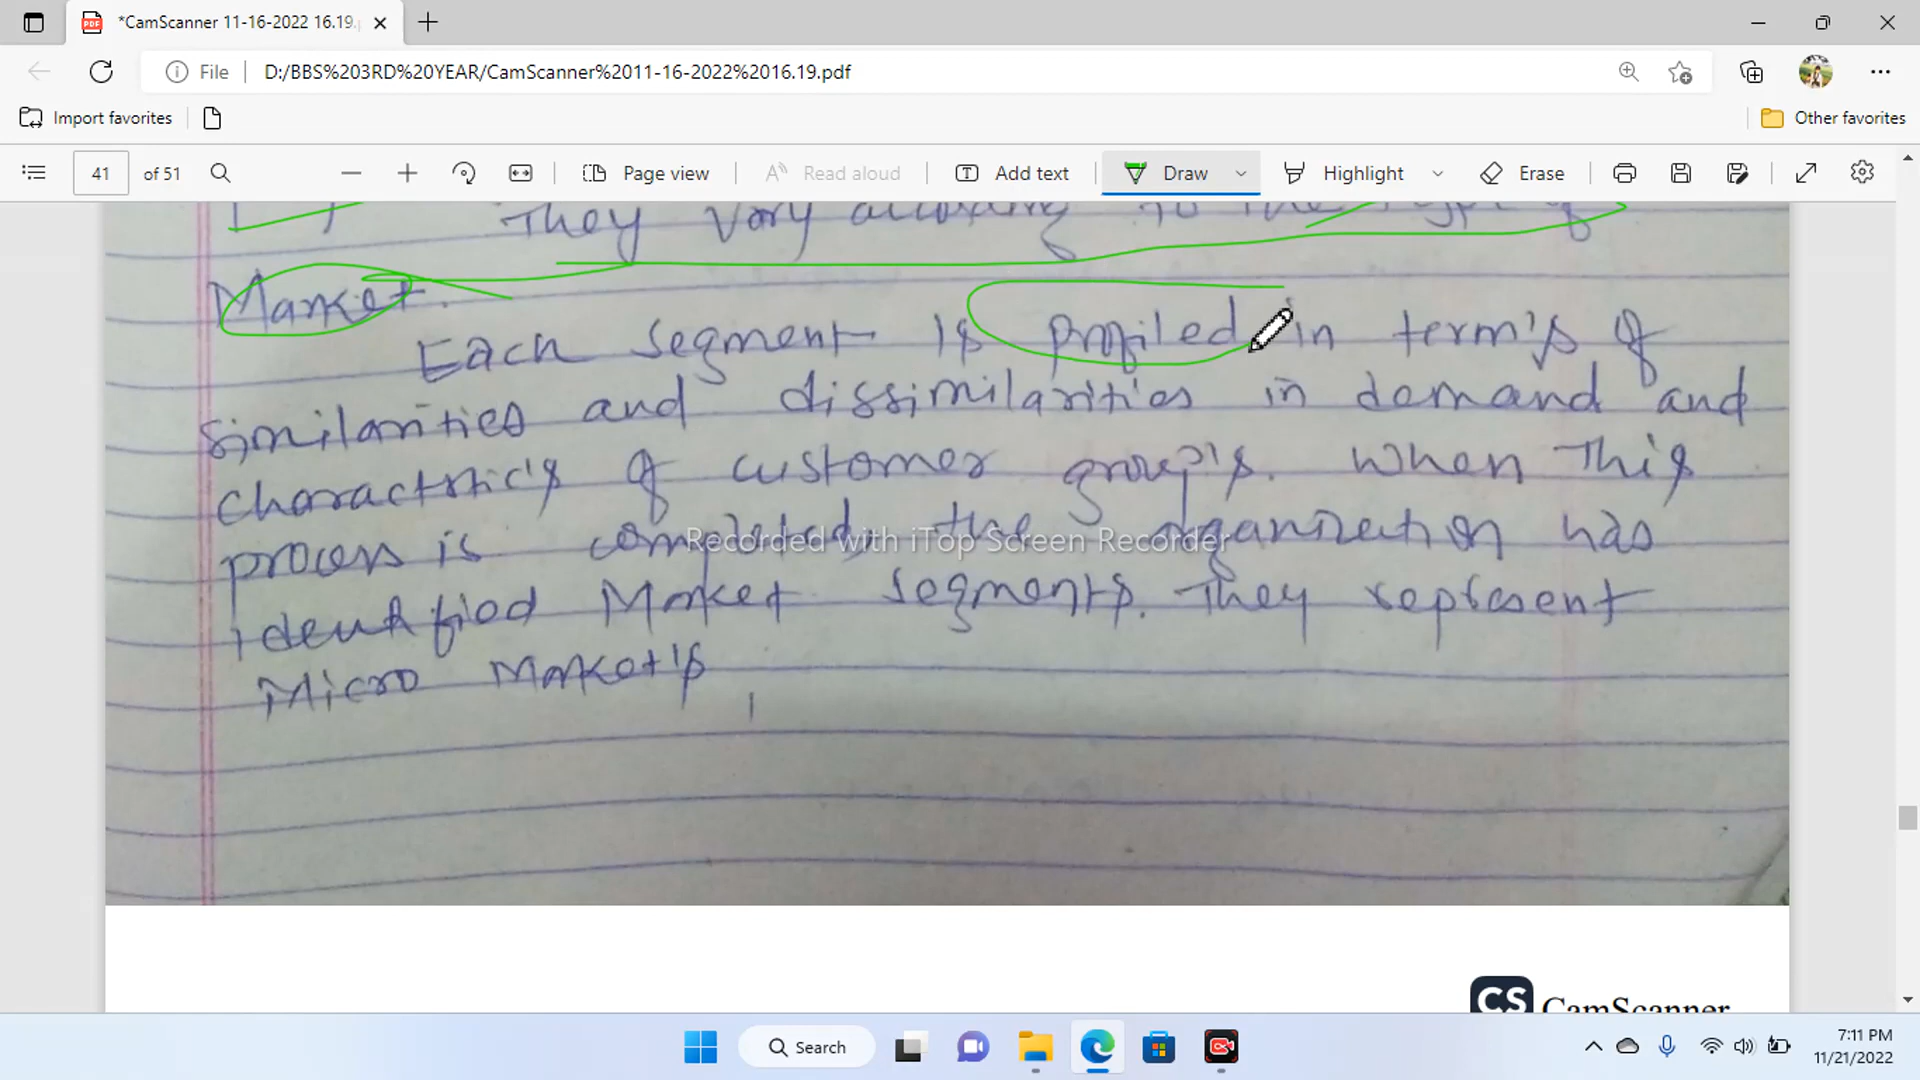 *CamScanner 11-16-2022 16.19.
File D:/BBS%203RD%20YEAR/CamScanner%2011-16-2022%2016.19.pdf
Import favorites Other favorites
41 of 51 Page view Read aloud Add text Draw Highlight Erase
They vary according to the type of
Market.
Each segment is profiled in term's of
similarities and dissimilarities in demand and
charactrtic's of customer group's. When this
process is completed, the organization has
Recorded with iTop Screen Recorder
identified Market segments. They represent
Micro Market's
CS CamScanner
Search
7:11 PM
11/21/2022